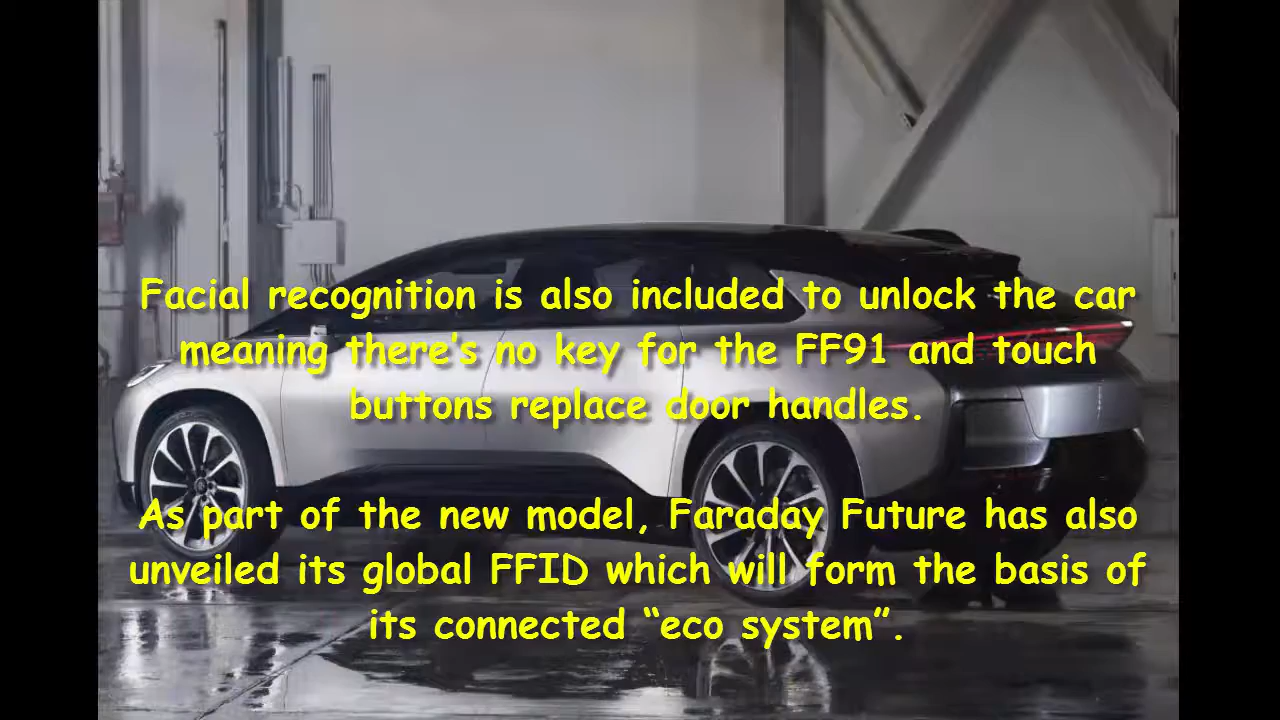 Facial recognition is also included to unlock the car
meaning there's no key for the FF91 and touch
buttons replace door handles.
As part of the new model, Faraday Future has also
unveiled its global FFID which will form the basis of
its connected “eco system”.